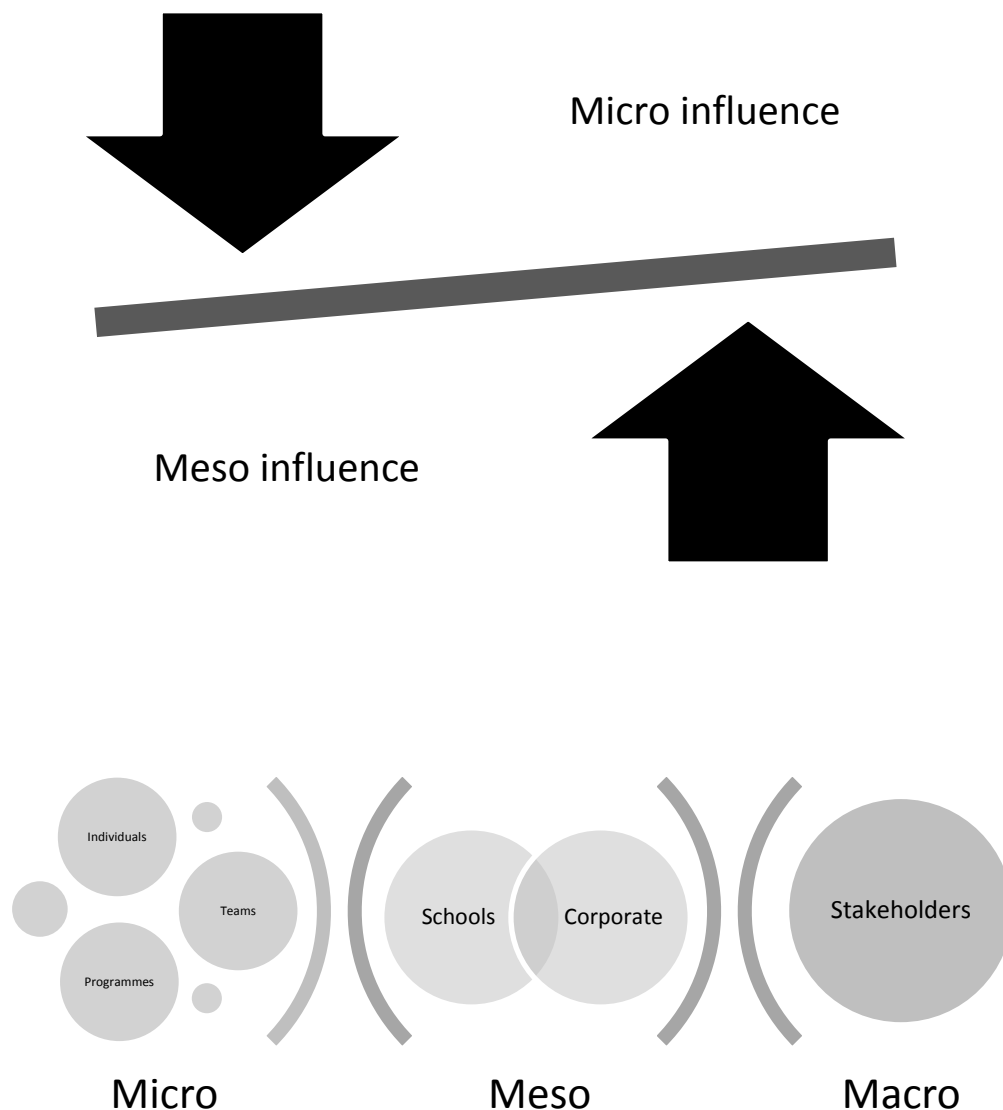 Micro influence
Meso influence
Individuals
Teams
Programmes
Schools
Corporate
Stakeholders
Micro
Meso
Macro